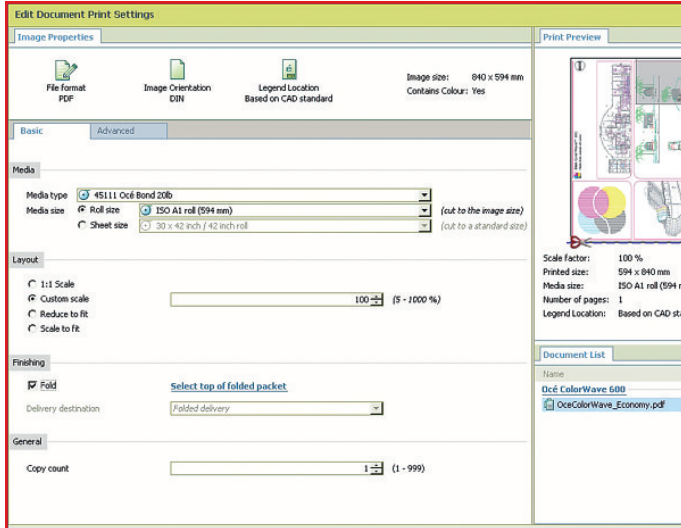 Edit Document Print Settings
Image Properties
File format
PDF
Image Orientation
DIN
Legend Location
Based on CAD standard
Image size: 840 x 594 mm
Contains Colour: Yes
Basic
Advanced
Media
Media type 45111 Océ Bond 20lb
Media size Roll size ISO A1 roll (594 mm) (cut to the image size)
Sheet size 30 x 42 inch / 42 inch roll (cut to a standard size)
Layout
1:1 Scale
Custom scale 100 (5 - 1000 %)
Reduce to fit
Scale to fit
Finishing
Fold Select top of folded packet
Delivery destination Folded delivery
General
Copy count 1 (1 - 999)
Print Preview
Scale factor: 100 %
Printed size: 594 x 840 mm
Media size: ISO A1 roll (594 m
Number of pages: 1
Legend Location: Based on CAD sta
Document List
Name
Océ ColorWave 600
OceColorWave_Economy.pdf